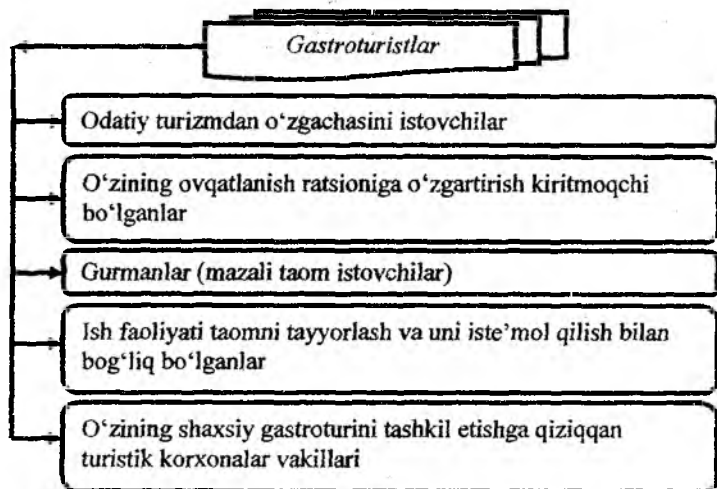 Gastroturistlar
Odatiy turizmdan o‘zgachasini istovchilar
O‘zining ovqatlanish ratsioniga o‘zgartirish kiritmoqchi
bo‘lganlar
Gurmanlar (mazali taom istovchilar)
Ish faoliyati taomni tayyorlash va uni iste’mol qilish bilan
bog‘liq bo‘lganlar
O‘zining shaxsiy gastroturini tashkil etishga qiziqqan
turistik korxonalar vakillari